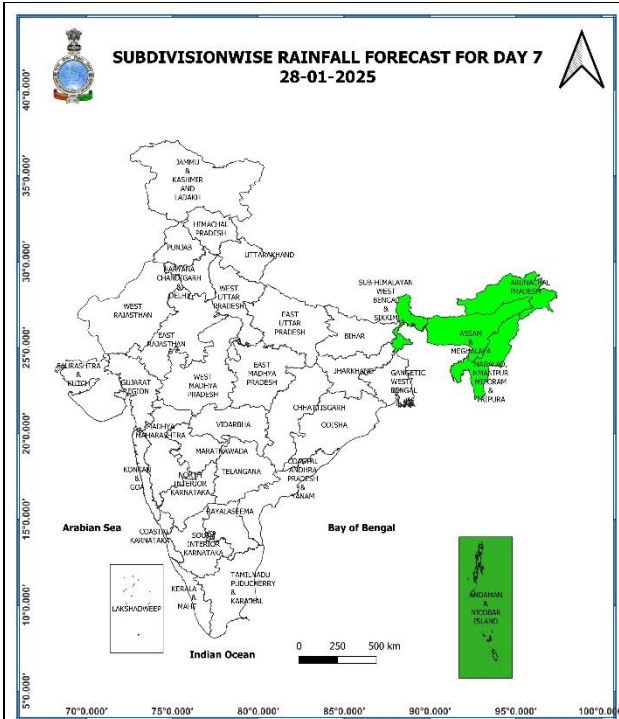 SUBDIVISIONWISE RAINFALL FORECAST FOR DAY 7
28-01-2025
40°0.000'
35°0.000'
30°0.000'
25°0.000'
20°0.000'
15°0.000'
10°0.000'
5°0.000'
JAMMU
&
KASHMIR
AND
LADAKH
HIMACHAL
PRADESH
PUNJAB
UTTARAKHAND
HARYANA
CHANDIGARH
&
DELHI
WEST
UTTAR
PRADESH
WEST
RAJASTHAN
EAST
RAJASTHAN
EAST
UTTAR
PRADESH
SUB-HIMALAYAN
WEST
BENGAL
&
SIKKIM
ARUNACHAL
PRADESH
BIHAR
ASSAM
&
MEGHALAYA
SAURASHTRA
&
KUTCH
GUJARAT
REGION
WEST
MADHYA
PRADESH
EAST
MADHYA
PRADESH
JHARKHAND
GANGETIC
WEST
BENGAL
MIZORAM
&
TRIPURA
CHHATTISGARH
ODISHA
MADHYA
MAHARASHTRA
VIDARBHA
MARATHWADA
KONKAN
&
GOA
NORTH
INTERIOR
KARNATAKA
TELANGANA
COASTAL
ANDHRA
PRADESH
&
YANAM
RAYALASEEMA
Arabian Sea
Bay of Bengal
COASTAL
KARNATAKA
SOUTH
INTERIOR
KARNATAKA
LAKSHADWEEP
KERALA
&
MAHE
TAMILNADU
PUDUCHERRY
&
KARAIKAL
ANDAMAN
&
NICOBAR
ISLAND
Indian Ocean
0 250 500 km
70°0.000' 75°0.000' 80°0.000' 85°0.000' 90°0.000' 95°0.000' 100°0.00